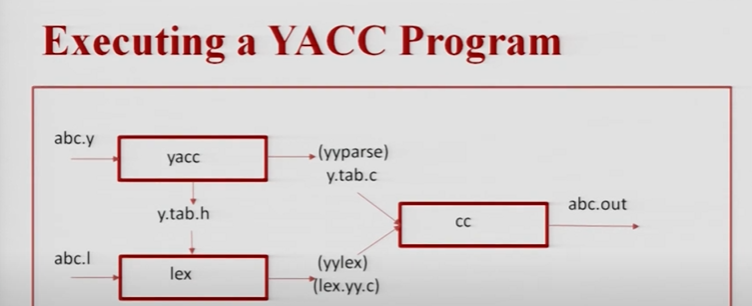 Executing a YACC Program
abc.y
yacc
(yyparse)
y.tab.c
y.tab.h
abc.out
cc
abc.l
lex
(yylex)
(lex.yy.c)